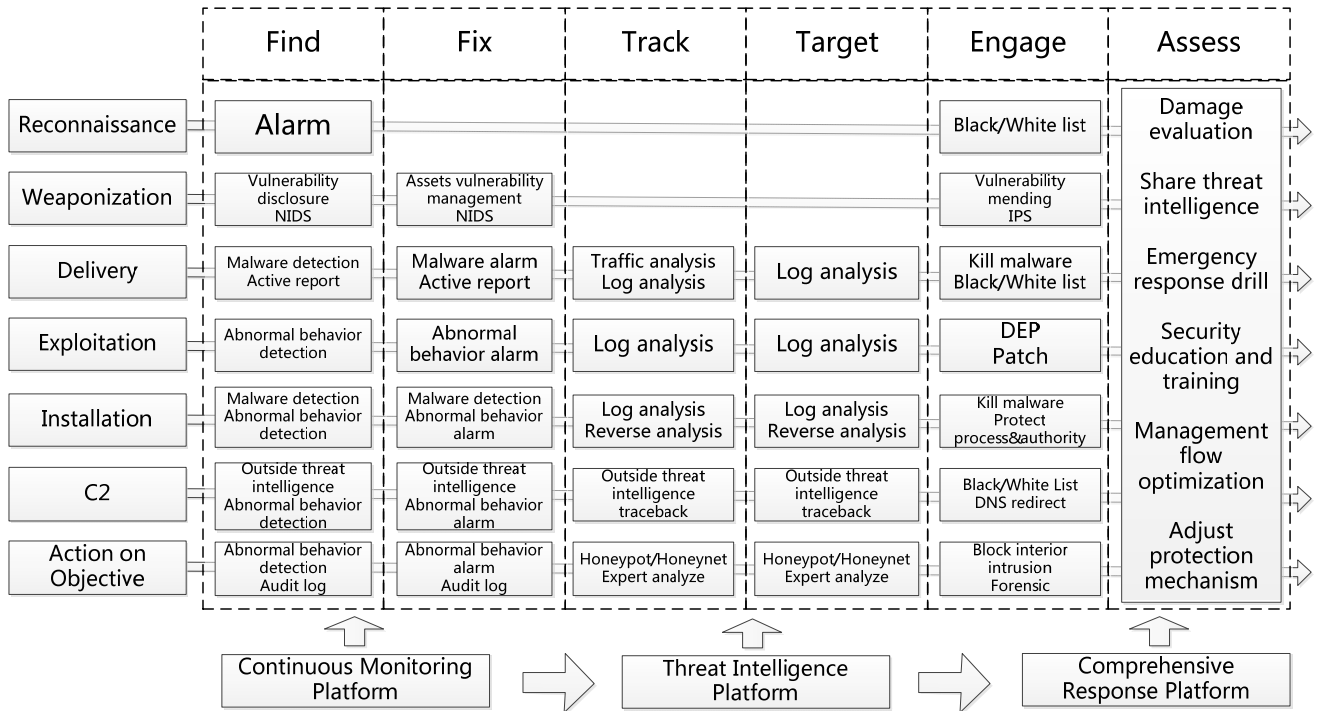 Find
Fix
Track
Target
Engage
Assess
Reconnaissance
Alarm
Black/White list
Weaponization
Vulnerability
disclosure
NIDS
Assets vulnerability
management
NIDS
Vulnerability
mending
IPS
Delivery
Malware detection
Active report
Malware alarm
Active report
Traffic analysis
Log analysis
Log analysis
Kill malware
Black/White list
Exploitation
Abnormal behavior
detection
Abnormal
behavior alarm
Log analysis
Log analysis
DEP
Patch
Installation
Malware detection
Abnormal behavior
detection
Malware detection
Abnormal behavior
alarm
Log analysis
Reverse analysis
Log analysis
Reverse analysis
Kill malware
Protect
process&authority
C2
Outside threat
intelligence
Abnormal behavior
detection
Outside threat
intelligence
Abnormal behavior
alarm
Outside threat
intelligence
traceback
Outside threat
intelligence
traceback
Black/White List
DNS redirect
Action on
Objective
Abnormal behavior
detection
Audit log
Abnormal behavior
alarm
Audit log
Honeypot/Honeynet
Expert analyze
Honeypot/Honeynet
Expert analyze
Block interior
intrusion
Forensic
Damage
evaluation
Share threat
intelligence
Emergency
response drill
Security
education and
training
Management
flow
optimization
Adjust
protection
mechanism
Continuous Monitoring
Platform
Threat Intelligence
Platform
Comprehensive
Response Platform